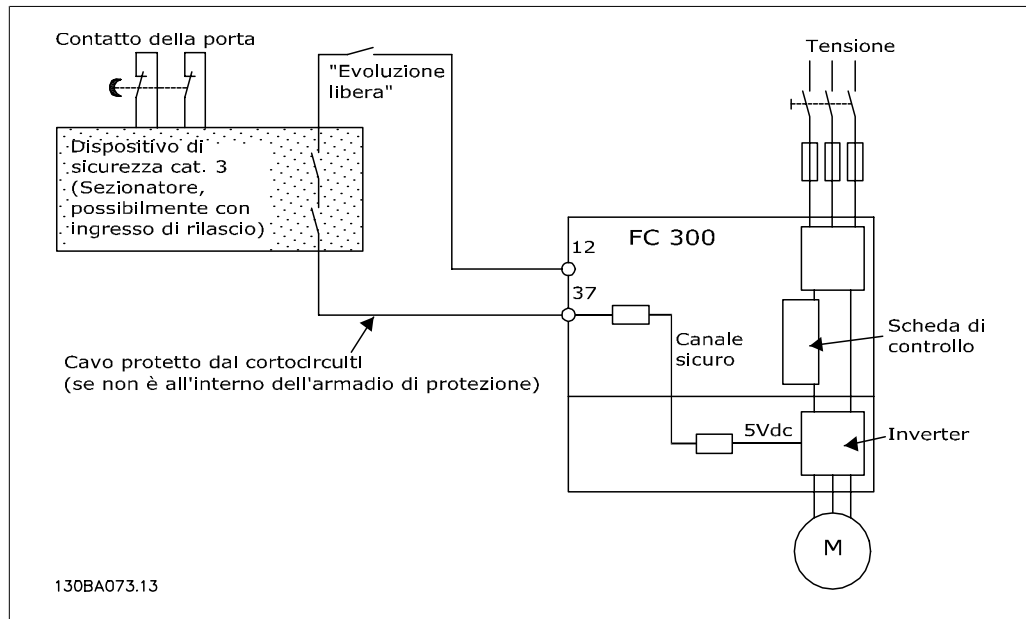 Contatto della porta
Tensione
"Evoluzione
libera"
Dispositivo di
sicurezza cat. 3
(Sezionatore,
possibilmente con
ingresso di rilascio)
FC 300
12
37
Canale
sicuro
Scheda di
controllo
Cavo protetto dai cortocircuiti
(se non è all'interno dell'armadio di protezione)
5Vdc
Inverter
M
130BA073.13